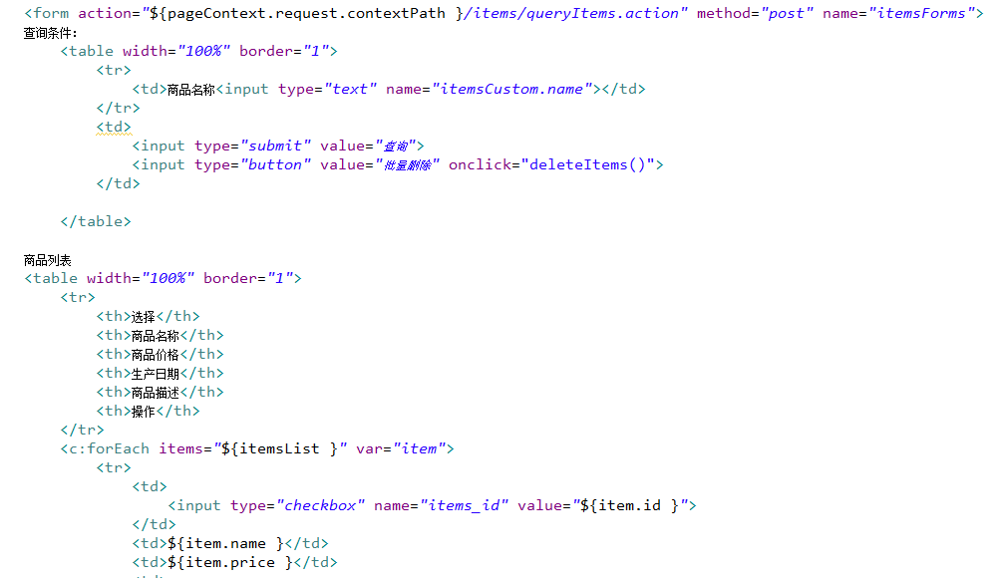 <form action="${pageContext.request.contextPath }/items/queryItems.action" method="post" name="itemsForms">
查询条件:
<table width="100%" border="1">
<tr>
<td>商品名称<input type="text" name="itemsCustom.name"></td>
</tr>
<td>
<input type="submit" value="查询">
<input type="button" value="批量删除" onclick="deleteItems()">
</td>
</table>
商品列表
<table width="100%" border="1">
<tr>
<th>选择</th>
<th>商品名称</th>
<th>商品价格</th>
<th>生产日期</th>
<th>商品描述</th>
<th>操作</th>
</tr>
<c:forEach items="${itemsList }" var="item">
<tr>
<td>
<input type="checkbox" name="items_id" value="${item.id }">
</td>
<td>${item.name }</td>
<td>${item.price }</td>